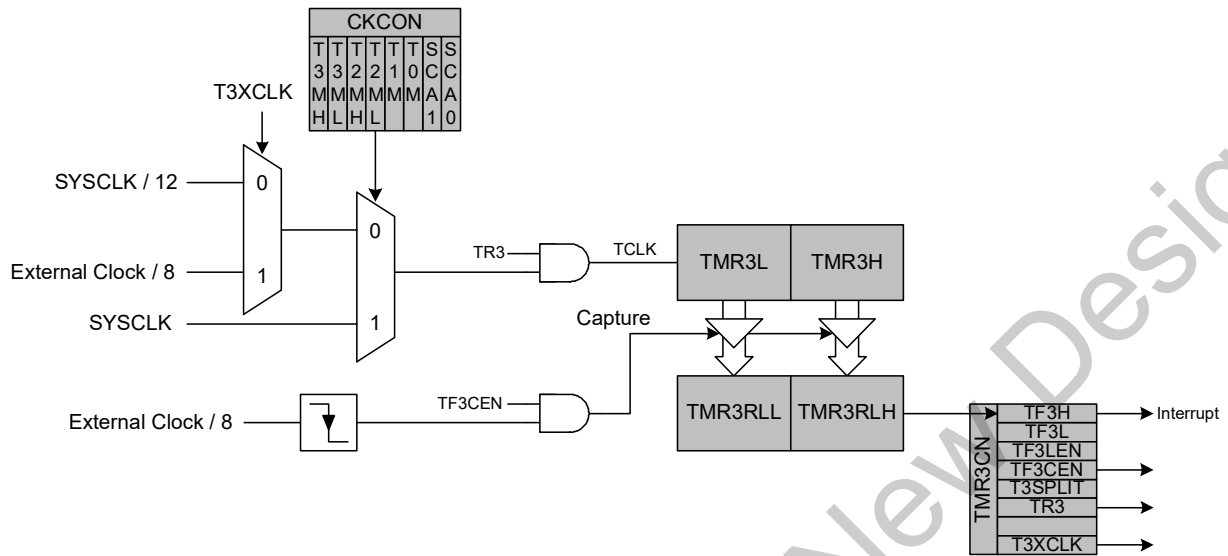 CKCON
T3MH T3ML T2MH T2ML T1M T0M SCA1 SCA0
T3XCLK
SYSCLK / 12
0
0
External Clock / 8
1
TR3
TCLK
TMR3L TMR3H
SYSCLK
1
Capture
External Clock / 8
TF3CEN
TMR3RLL TMR3RLH
TMR3CN
TF3H
Interrupt
TF3L
TF3LEN
TF3CEN
T3SPLIT
TR3
T3XCLK
New Desig